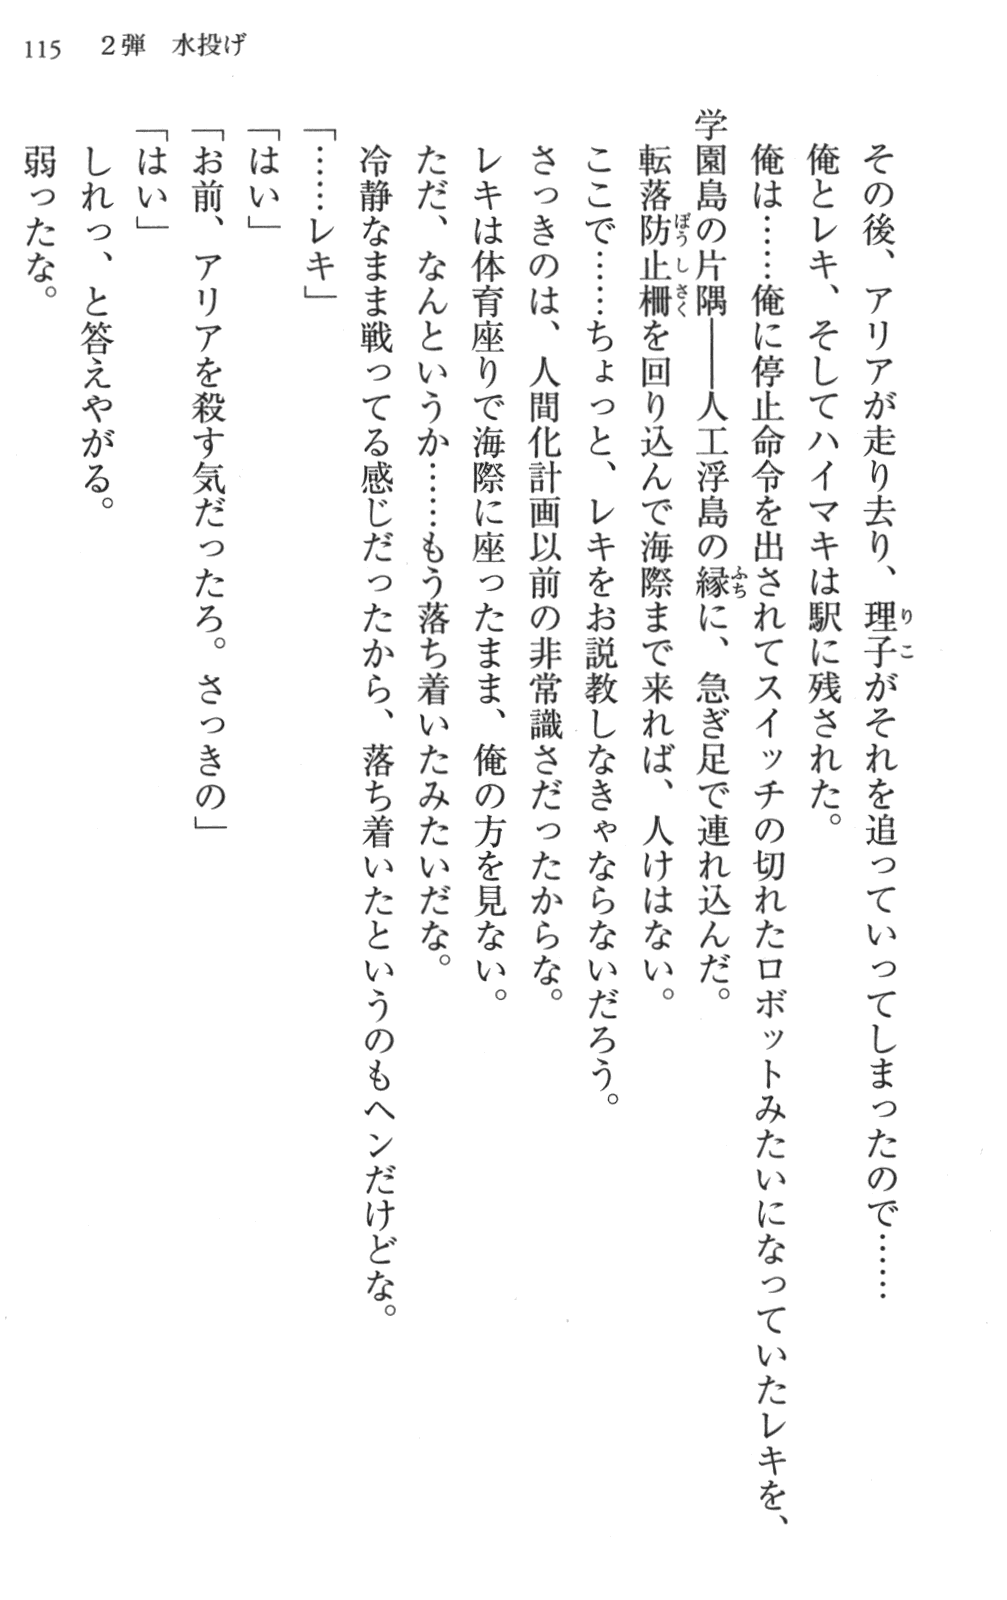 115　２弾　水投げ
その後、アリアが走り去り、理子がそれを追っていってしまったので……
俺とレキ、そしてハイマキは駅に残された。
俺は……俺に停止命令を出されてスイッチの切れたロボットみたいになっていたレキを、
学園島の片隅――人工浮島の縁に、急ぎ足で連れ込んだ。
転落防止柵を回り込んで海際まで来れば、人けはない。
ここで……ちょっと、レキをお説教しなきゃならないだろう。
さっきのは、人間化計画以前の非常識さだったからな。
レキは体育座りで海際に座ったまま、俺の方を見ない。
ただ、なんというか……もう落ち着いたみたいだな。
冷静なまま戦ってる感じだったから、落ち着いたというのもヘンだけどな。
「……レキ」
「はい」
「お前、アリアを殺す気だったろ。さっきの」
「はい」
しれっ、と答えやがる。
弱ったな。